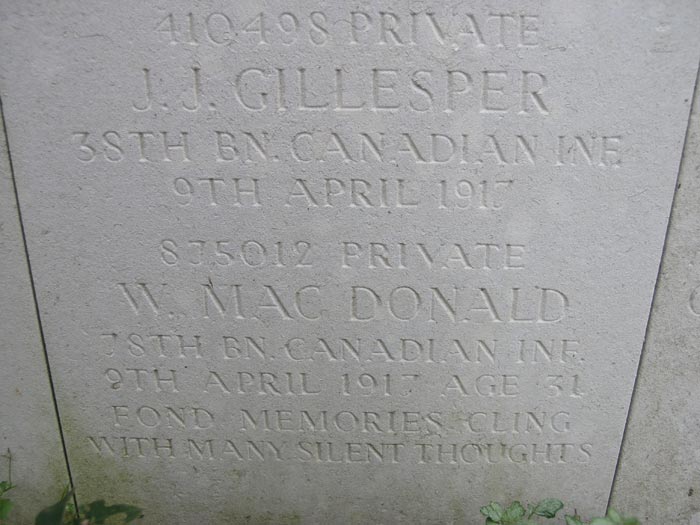 410498 PRIVATE
J. J. GILLESPER
38TH BN. CANADIAN INF.
9TH APRIL 1917
875012 PRIVATE
W. MAC DONALD
78TH BN. CANADIAN INF.
9TH APRIL 1917 AGE 31
FOND MEMORIES CLING
WITH MANY SILENT THOUGHTS